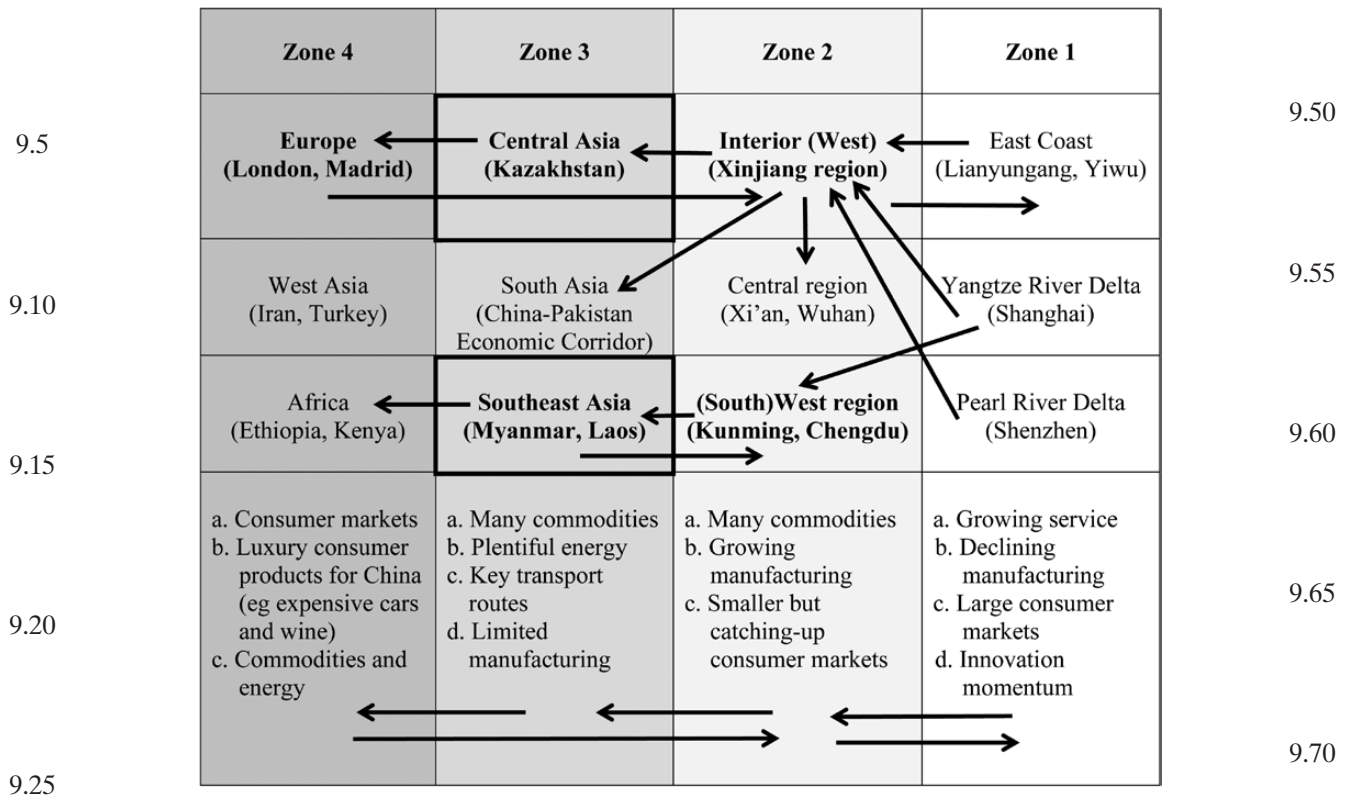 Zone 4
Zone 3
Zone 2
Zone 1
9.5
Europe
(London, Madrid)
Central Asia
(Kazakhstan)
Interior (West)
(Xinjiang region)
East Coast
(Lianyungang, Yiwu)
9.50
9.10
West Asia
(Iran, Turkey)
South Asia
(China-Pakistan
Economic Corridor)
Central region
(Xi’an, Wuhan)
Yangtze River Delta
(Shanghai)
9.55
Africa
(Ethiopia, Kenya)
Southeast Asia
(Myanmar, Laos)
(South)West region
(Kunming, Chengdu)
Pearl River Delta
(Shenzhen)
9.60
9.15
a. Consumer markets
b. Luxury consumer
products for China
(eg expensive cars
and wine)
c. Commodities and
energy
a. Many commodities
b. Plentiful energy
c. Key transport
routes
d. Limited
manufacturing
a. Many commodities
b. Growing
manufacturing
c. Smaller but
catching-up
consumer markets
a. Growing service
b. Declining
manufacturing
c. Large consumer
markets
d. Innovation
momentum
9.65
9.20
9.70
9.25